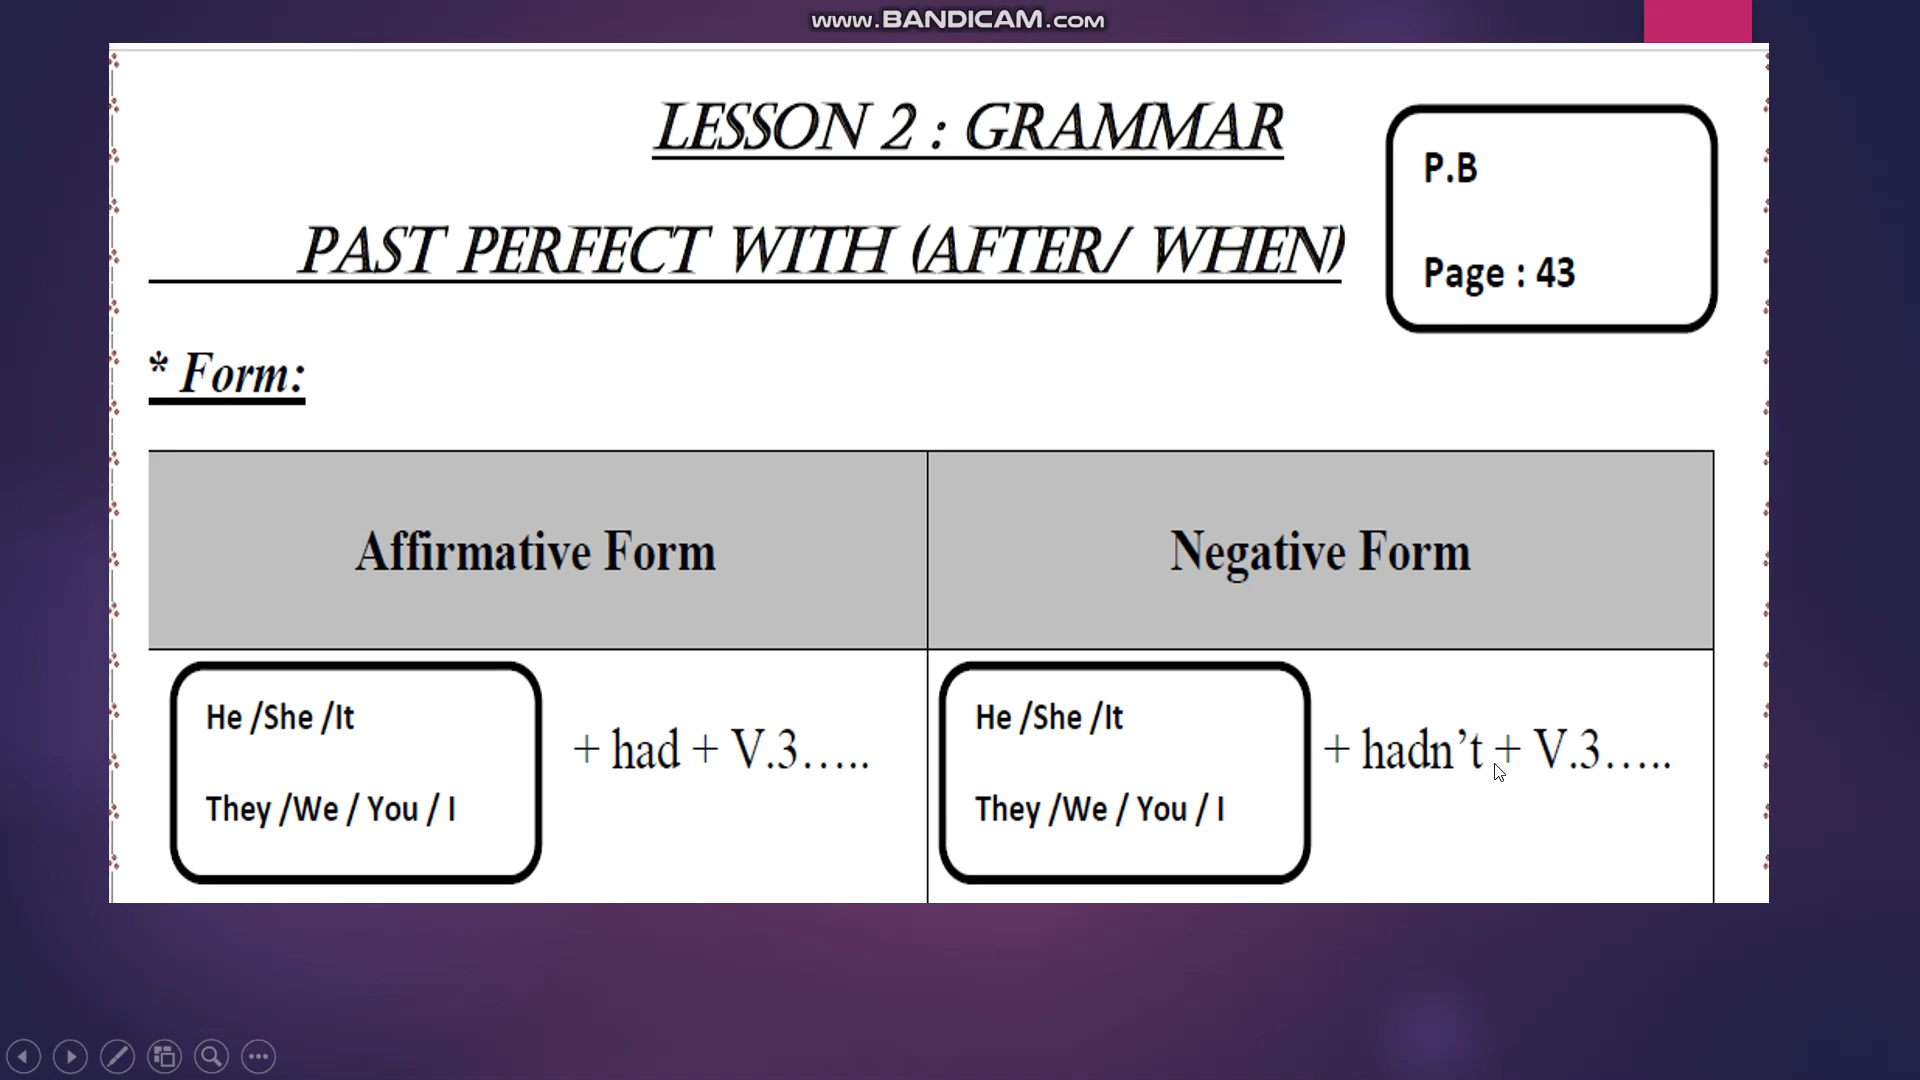 www.BANDICAM.com
LESSON 2 : GRAMMAR
PAST PERFECT WITH (AFTER/ WHEN)
P.B
Page : 43
* Form:
Affirmative Form
Negative Form
He /She /It
They /We / You / I
+ had + V.3…..
He /She /It
They /We / You / I
+ hadn’t + V.3…..